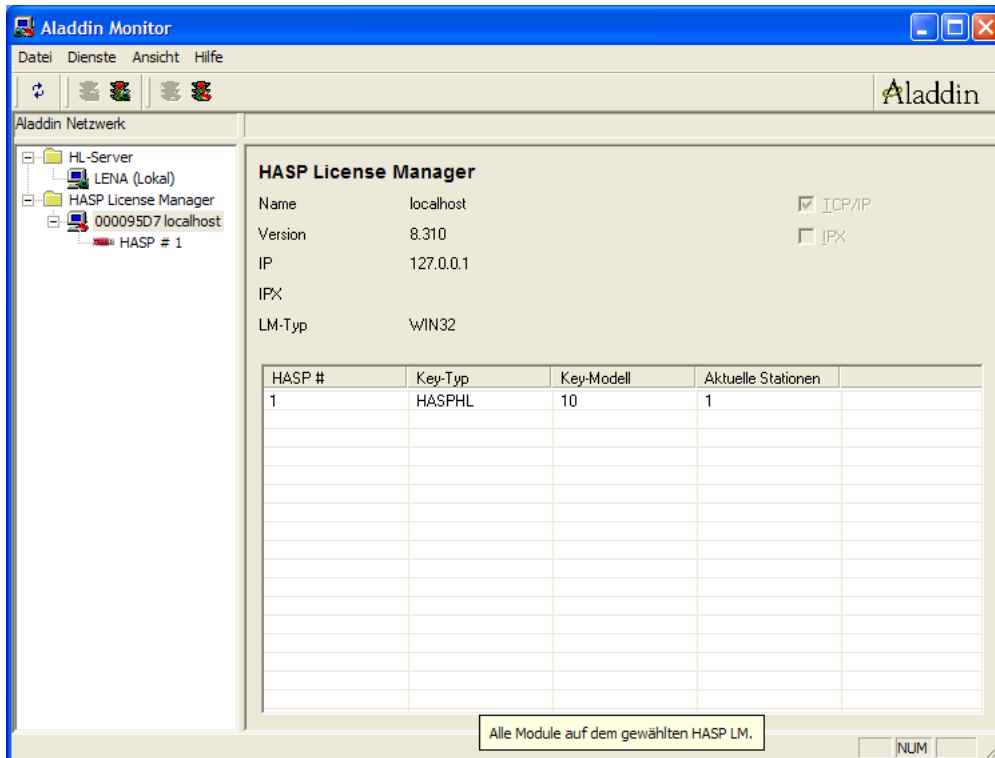 Aladdin Monitor
Datei Dienste Ansicht Hilfe
Aladdin
Aladdin Netzwerk
HL-Server
LENA (Lokal)
HASP License Manager
000095D7 localhost
HASP # 1
HASP License Manager
Name localhost
TCP/IP
Version 8.310
IPX
IP 127.0.0.1
IPX
LM-Typ WIN32
HASP # Key-Typ Key-Modell Aktuelle Stationen
1 HASPHL 10 1
Alle Module auf dem gewählten HASP LM.
NUM